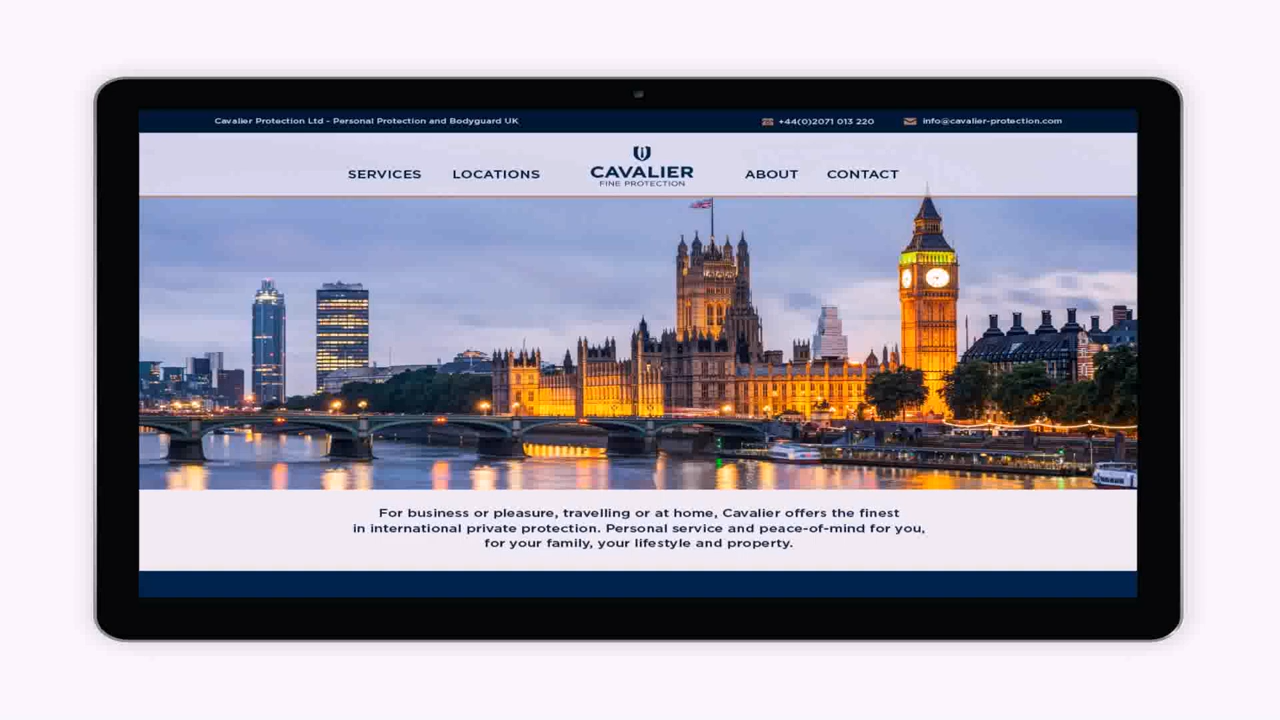 Cavalier Protection Ltd - Personal Protection and Bodyguard UK
+44(0)2071 013 220
info@cavalier-protection.com
SERVICES
LOCATIONS
CAVALIER
FINE PROTECTION
ABOUT
CONTACT
For business or pleasure, travelling or at home, Cavalier offers the finest
in international private protection. Personal service and peace-of-mind for you,
for your family, your lifestyle and property.